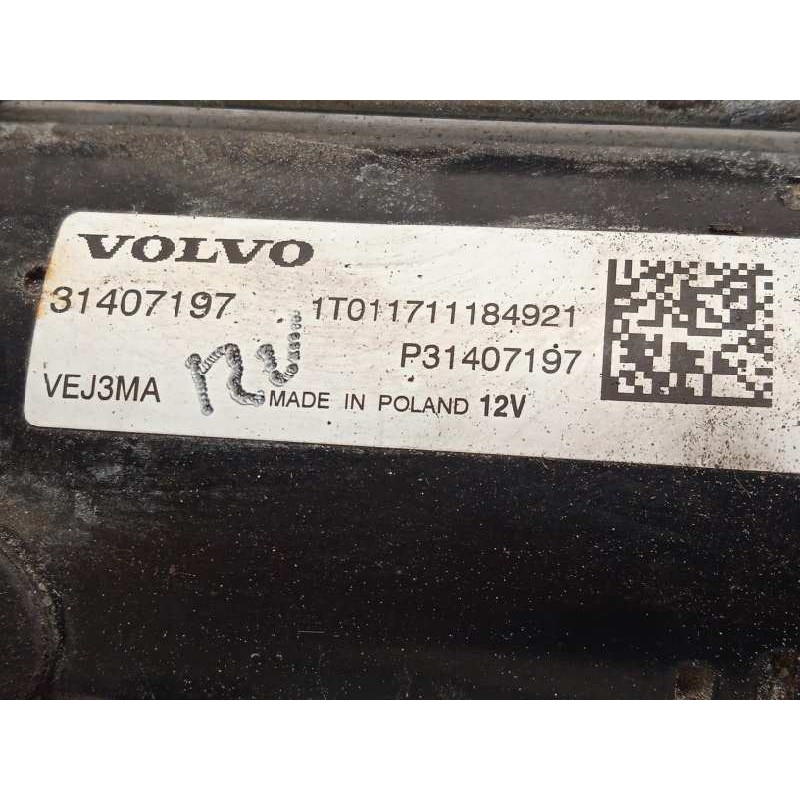 VOLVO
31407197 1T011711184921
P31407197
VEJ3MA MADE IN POLAND 12V